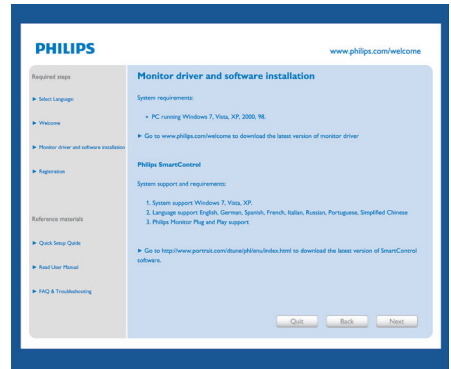 PHILIPS
www.philips.com/welcome
Required steps
Select Language:
Welcome
Monitor driver and software installation
Registration
Reference materials
Quick Setup Guide
Read User Manual
FAQ & Troubleshooting
Monitor driver and software installation
System requirements:
• PC running Windows 7, Vista, XP, 2000, 98.
Go to www.philips.com/welcome to download the latest version of monitor driver
Philips SmartControl
System support and requirements:
1. System support Windows 7, Vista, XP.
2. Language support English, German, Spanish, French, Italian, Russian, Portuguese, Simplified Chinese
3. Philips Monitor Plug and Play support
Go to http://www.portrait.com/dtune/phl/enu/index.html to download the latest version of SmartControl
software.
Quit
Back
Next